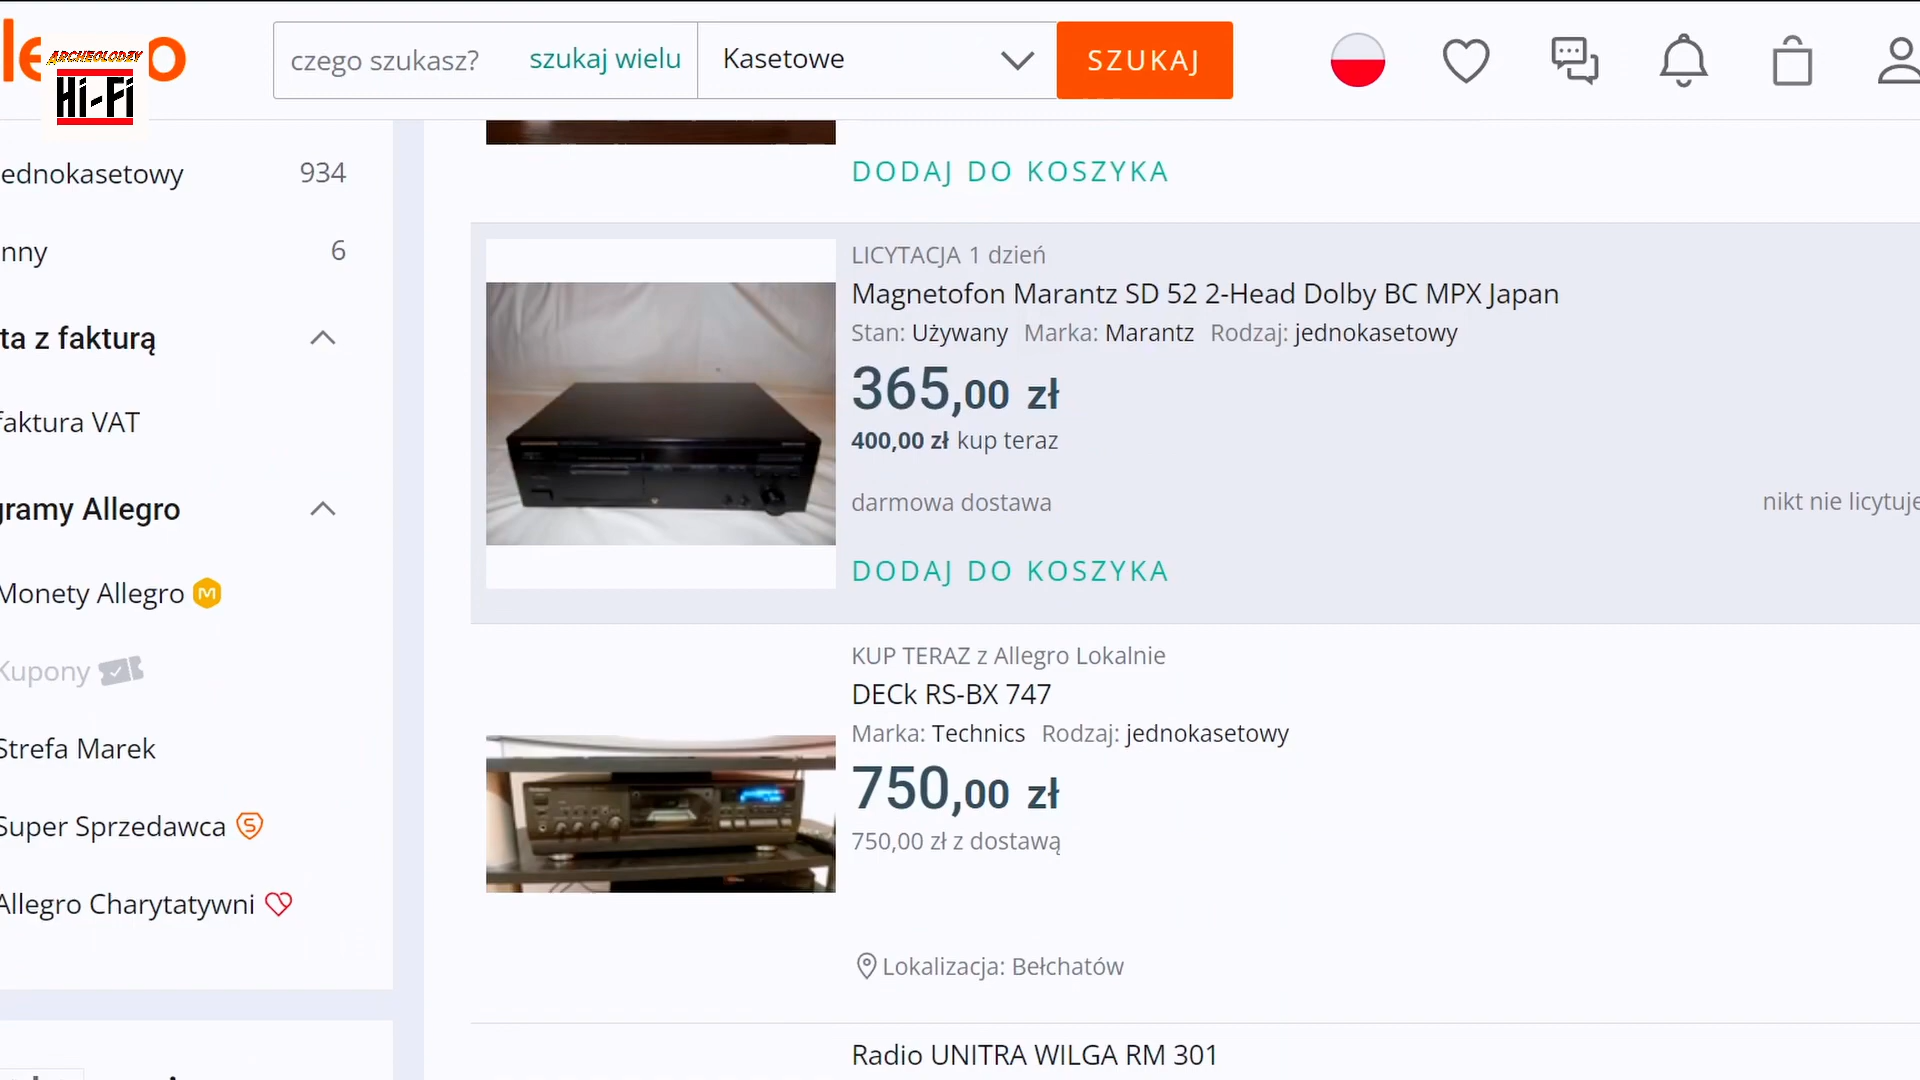 le o
ARCHEOLODZY
Hi-Fi
czego szukasz? szukaj wielu Kasetowe SZUKAJ
ednokasetowy 934
nny 6
ta z fakturą
faktura VAT
gramy Allegro
Monety Allegro M
Kupony
Strefa Marek
Super Sprzedawca S
Allegro Charytatywni
DODAJ DO KOSZYKA
LICYTACJA 1 dzień
Magnetofon Marantz SD 52 2-Head Dolby BC MPX Japan
Stan: Używany Marka: Marantz Rodzaj: jednokasetowy
365,00 zł
400,00 zł kup teraz
darmowa dostawa nikt nie licytuje
DODAJ DO KOSZYKA
KUP TERAZ z Allegro Lokalnie
DECk RS-BX 747
Marka: Technics Rodzaj: jednokasetowy
750,00 zł
750,00 zł z dostawą
Lokalizacja: Bełchatów
Radio UNITRA WILGA RM 301